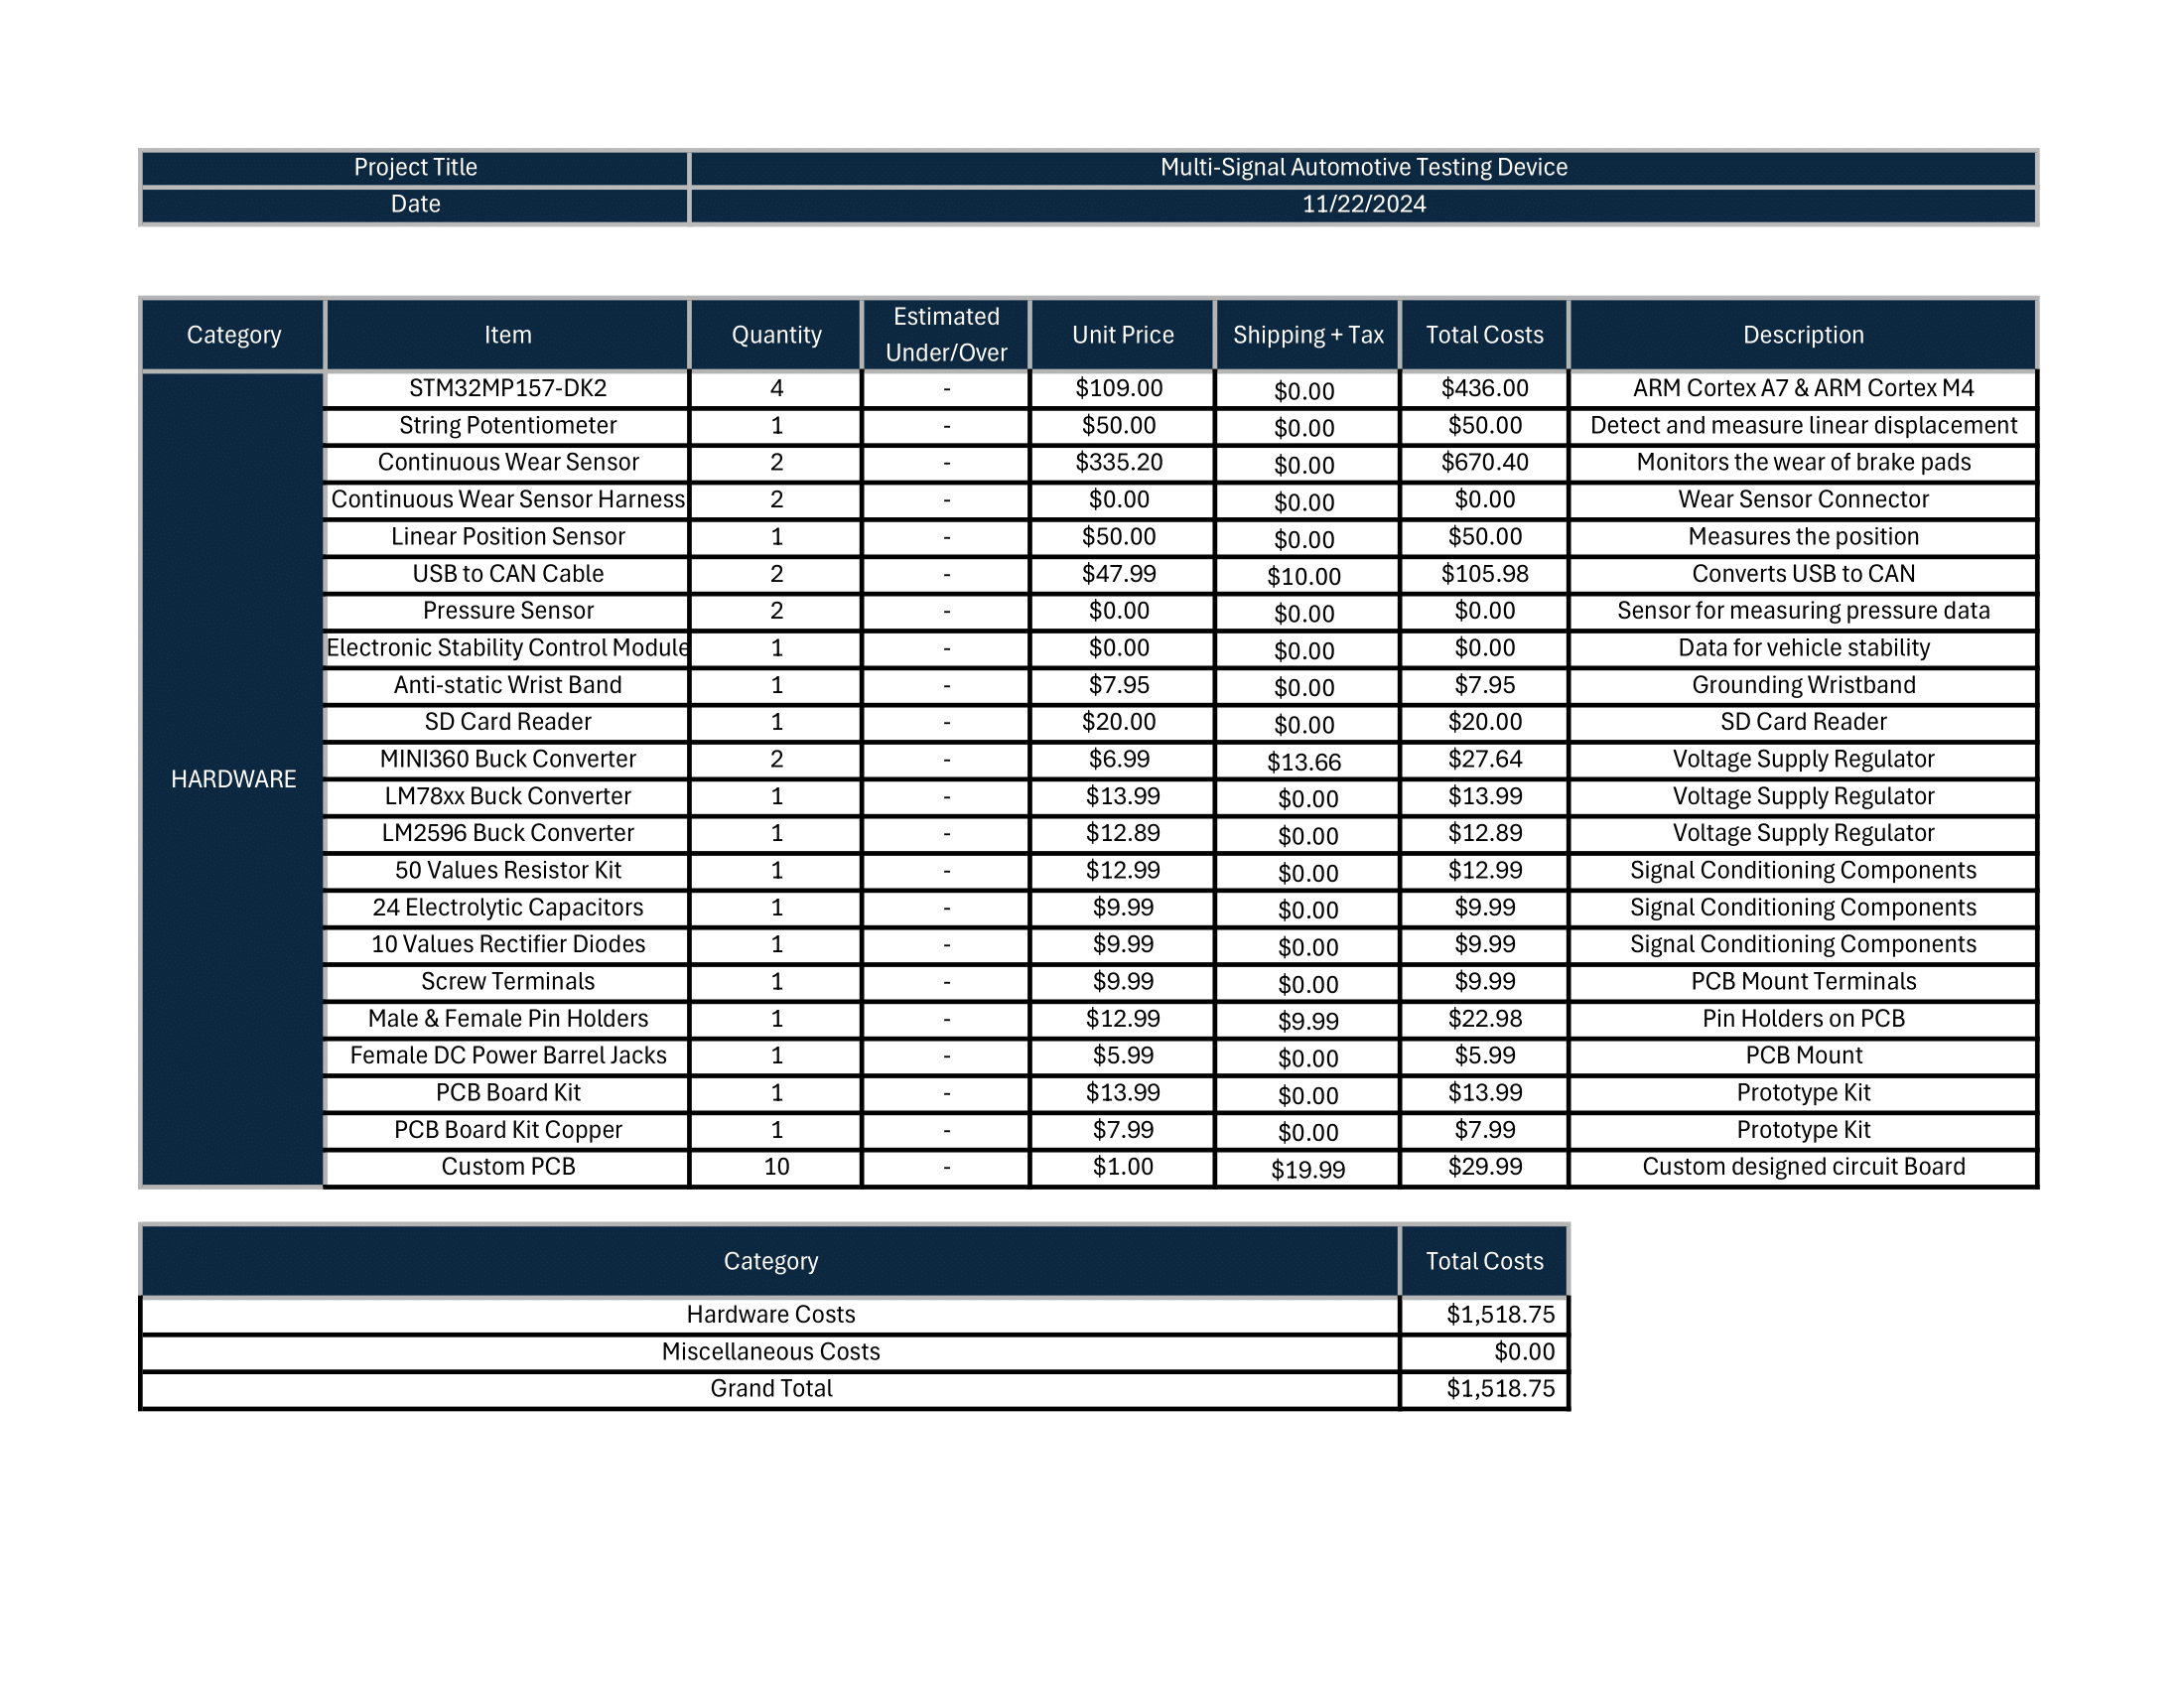 Project Title Multi-Signal Automotive Testing Device
Date 11/22/2024
Category Item Quantity Estimated Under/Over Unit Price Shipping + Tax Total Costs Description
HARDWARE
STM32MP157-DK2 4 - $109.00 $0.00 $436.00 ARM Cortex A7 & ARM Cortex M4
String Potentiometer 1 - $50.00 $0.00 $50.00 Detect and measure linear displacement
Continuous Wear Sensor 2 - $335.20 $0.00 $670.40 Monitors the wear of brake pads
Continuous Wear Sensor Harness 2 - $0.00 $0.00 $0.00 Wear Sensor Connector
Linear Position Sensor 1 - $50.00 $0.00 $50.00 Measures the position
USB to CAN Cable 2 - $47.99 $10.00 $105.98 Converts USB to CAN
Pressure Sensor 2 - $0.00 $0.00 $0.00 Sensor for measuring pressure data
Electronic Stability Control Module 1 - $0.00 $0.00 $0.00 Data for vehicle stability
Anti-static Wrist Band 1 - $7.95 $0.00 $7.95 Grounding Wristband
SD Card Reader 1 - $20.00 $0.00 $20.00 SD Card Reader
MINI360 Buck Converter 2 - $6.99 $13.66 $27.64 Voltage Supply Regulator
LM78xx Buck Converter 1 - $13.99 $0.00 $13.99 Voltage Supply Regulator
LM2596 Buck Converter 1 - $12.89 $0.00 $12.89 Voltage Supply Regulator
50 Values Resistor Kit 1 - $12.99 $0.00 $12.99 Signal Conditioning Components
24 Electrolytic Capacitors 1 - $9.99 $0.00 $9.99 Signal Conditioning Components
10 Values Rectifier Diodes 1 - $9.99 $0.00 $9.99 Signal Conditioning Components
Screw Terminals 1 - $9.99 $0.00 $9.99 PCB Mount Terminals
Male & Female Pin Holders 1 - $12.99 $9.99 $22.98 Pin Holders on PCB
Female DC Power Barrel Jacks 1 - $5.99 $0.00 $5.99 PCB Mount
PCB Board Kit 1 - $13.99 $0.00 $13.99 Prototype Kit
PCB Board Kit Copper 1 - $7.99 $0.00 $7.99 Prototype Kit
Custom PCB 10 - $1.00 $19.99 $29.99 Custom designed circuit Board
Category Total Costs
Hardware Costs $1,518.75
Miscellaneous Costs $0.00
Grand Total $1,518.75